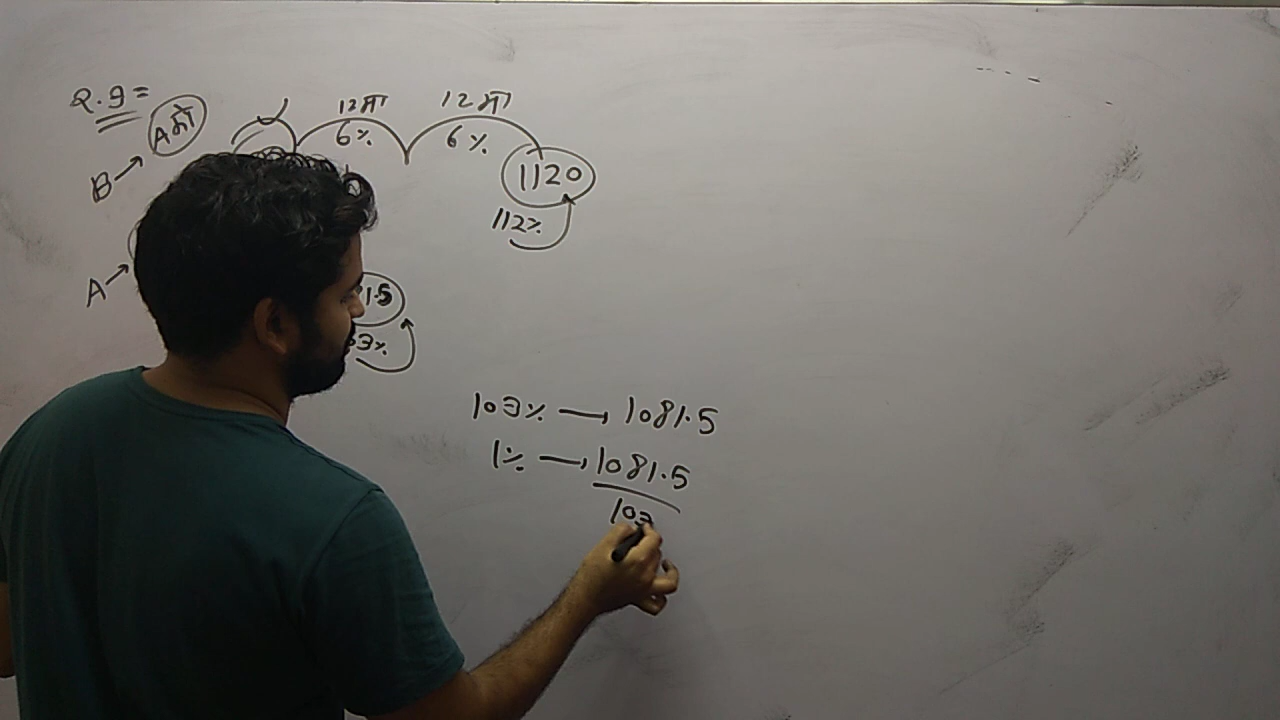 Q.9=
A से
12 से 12 से
6% 6%
B → 1120
112%
A → 1.5
3%
103% → 1081.5
1% → 1081.5
103